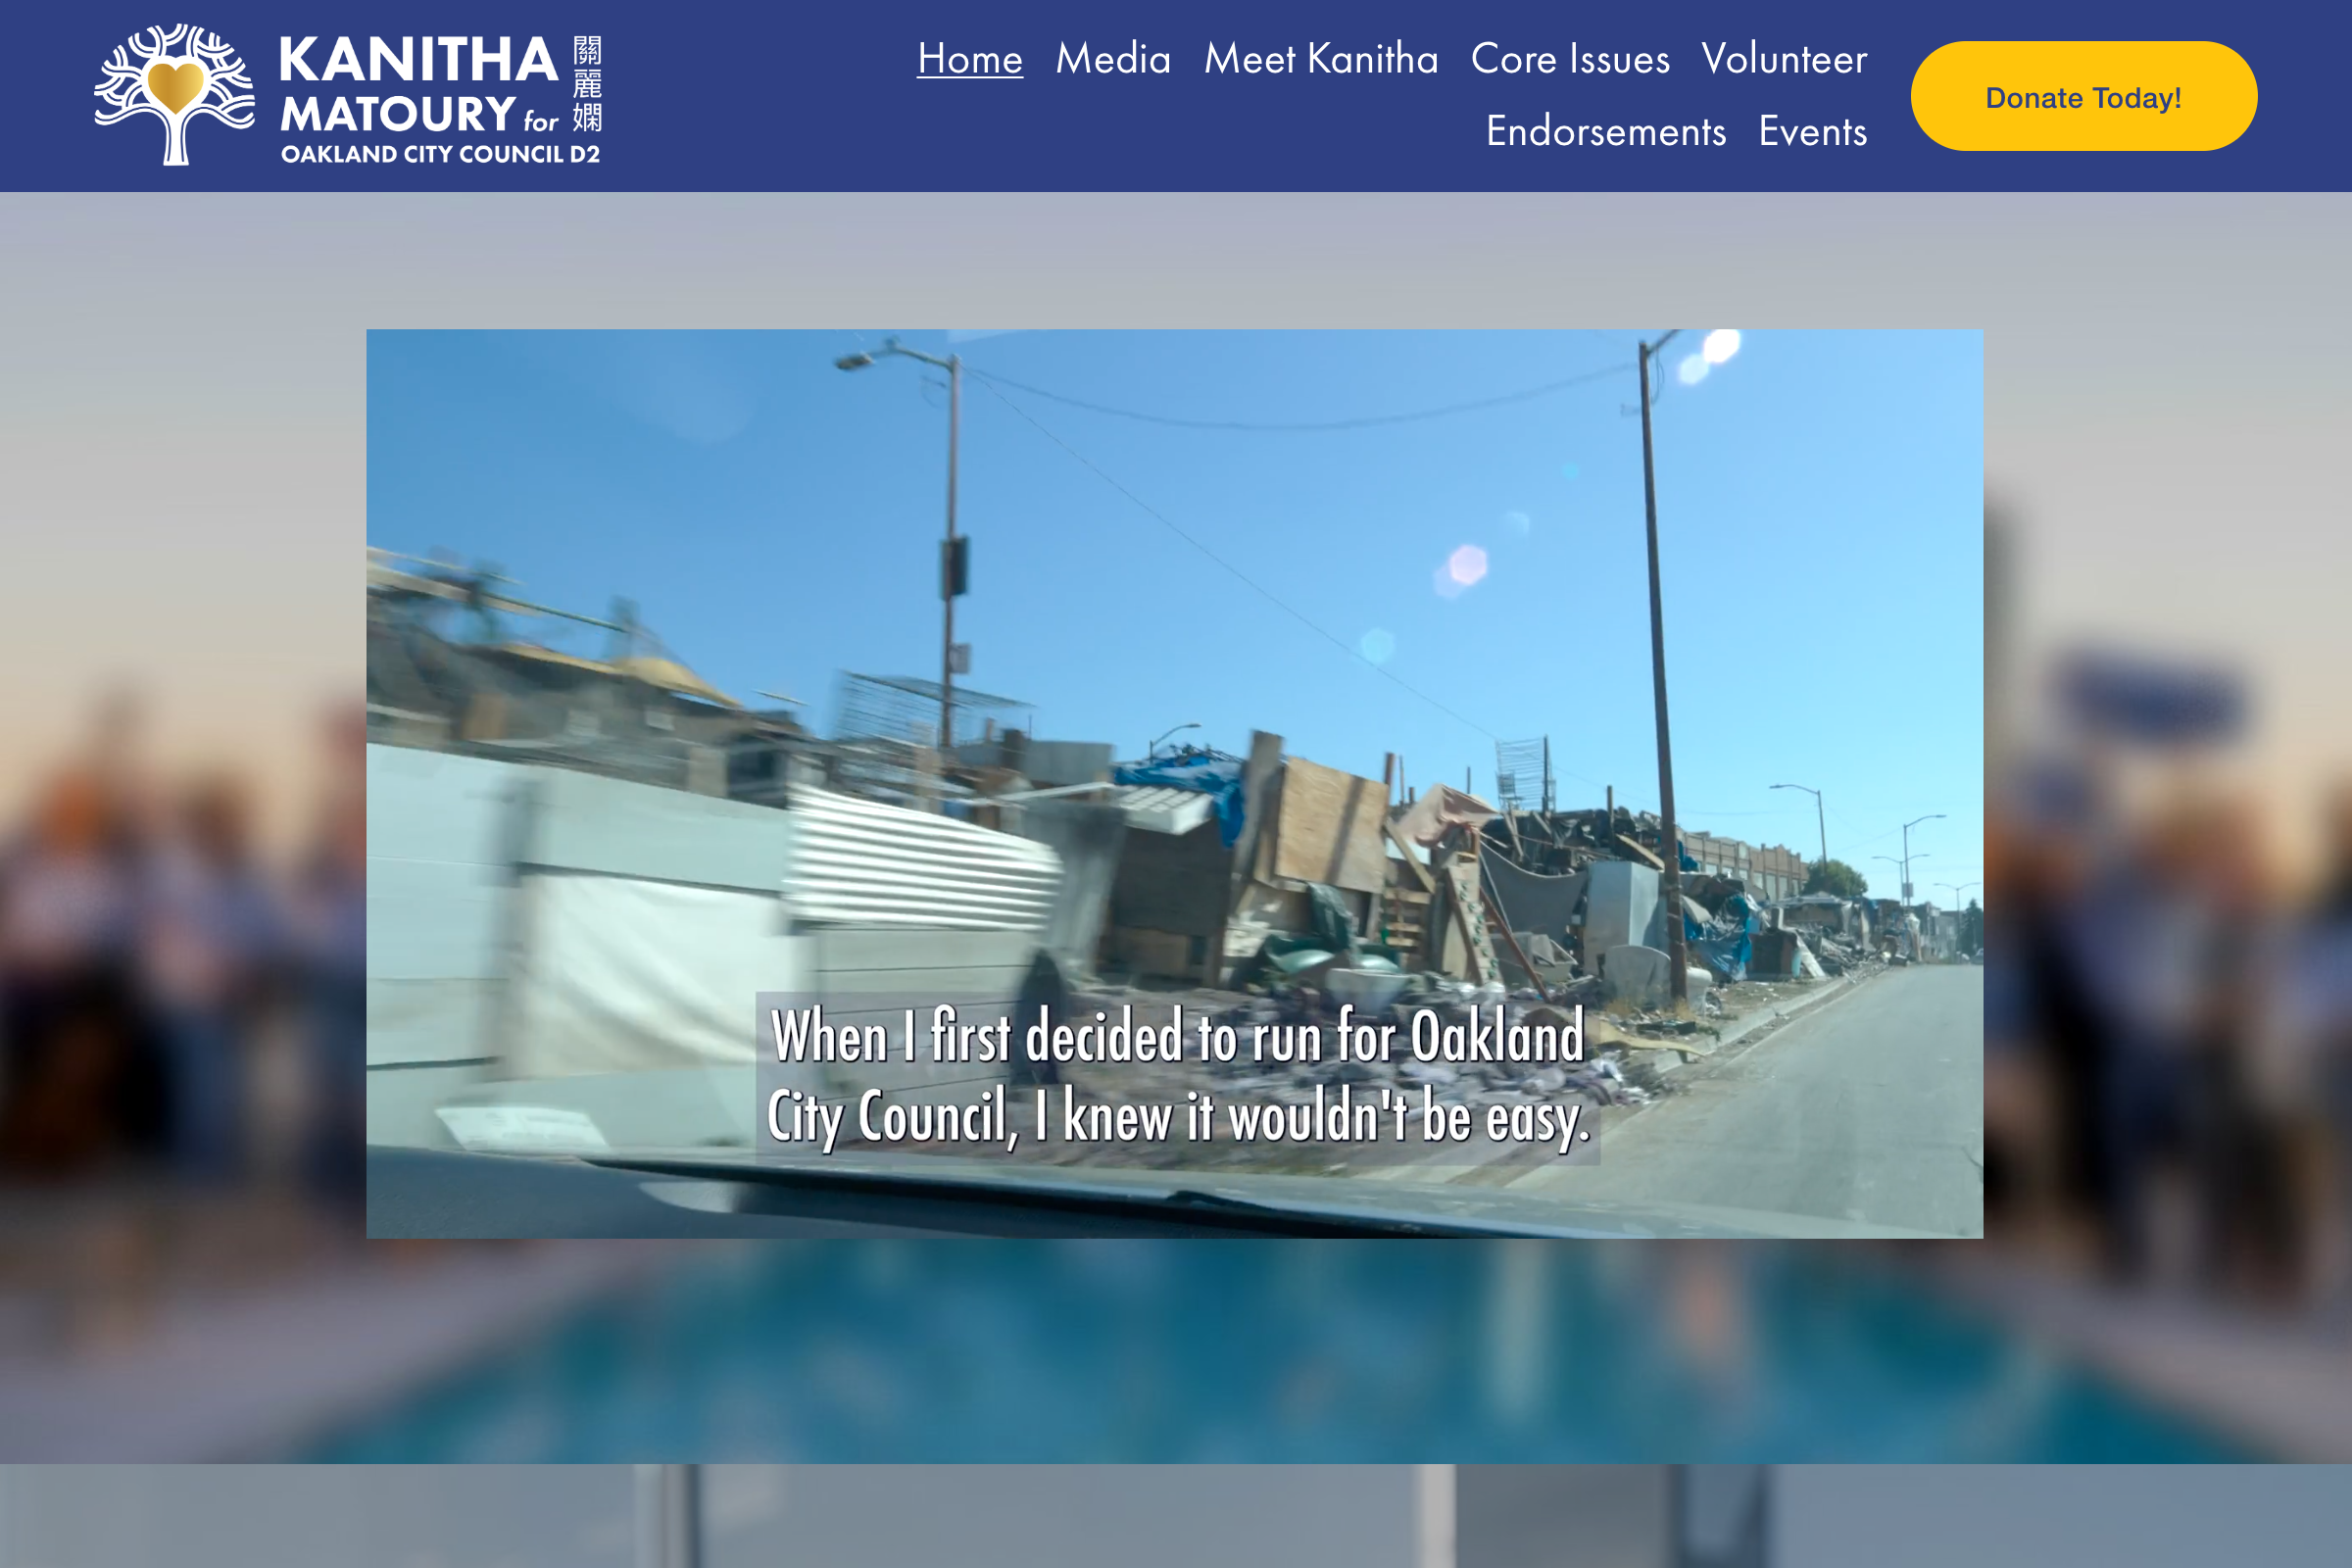 KANITHA
MATOURY for
OAKLAND CITY COUNCIL D2
關麗嫻
Home Media Meet Kanitha Core Issues Volunteer
Endorsements Events
Donate Today!
When I first decided to run for Oakland
City Council, I knew it wouldn't be easy.